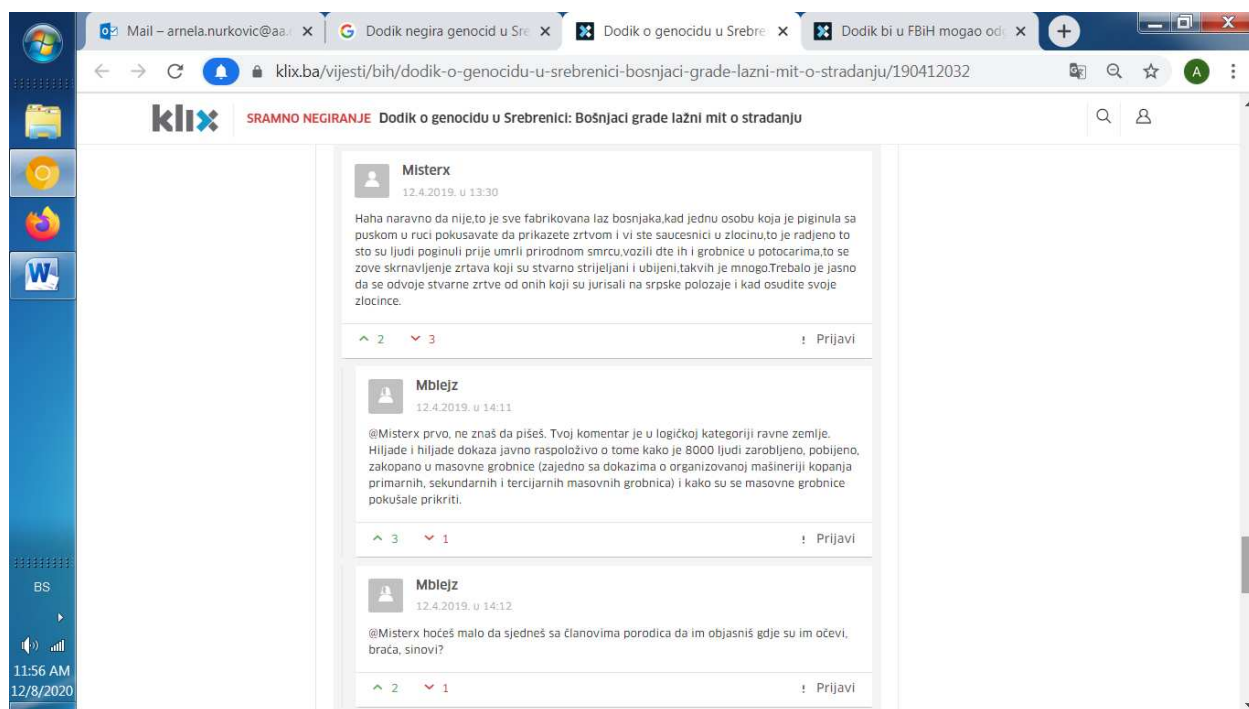 Mail – arnela.nurkovic@aa.
Dodik negira genocid u Sre
Dodik o genocidu u Srebre
Dodik bi u FBiH mogao odg
klix.ba/vijesti/bih/dodik-o-genocidu-u-srebrenici-bosnjaci-grade-lazni-mit-o-stradanju/190412032
A
klix
SRAMNO NEGIRANJE Dodik o genocidu u Srebrenici: Bošnjaci grade lažni mit o stradanju
Misterx
12.4.2019. u 13:30
Haha naravno da nije,to je sve fabrikovana laz bosnjaka,kad jednu osobu koja je piginula sa
puskom u ruci pokusavate da prikazete zrtvom i vi ste saucesnici u zlocinu,to je radjeno to
sto su ljudi poginuli prije umrli prirodnom smrcu,vozili dte ih i grobnice u potocarima,to se
zove skrnavljenje zrtava koji su stvarno strijeljani i ubijeni,takvih je mnogo.Trebalo je jasno
da se odvoje stvarne zrtve od onih koji su jurisali na srpske polozaje i kad osudite svoje
zlocince.
2 3 ! Prijavi
Mblejz
12.4.2019. u 14:11
@Misterx prvo, ne znaš da pišeš. Tvoj komentar je u logičkoj kategoriji ravne zemlje.
Hiljade i hiljade dokaza javno raspoloživo o tome kako je 8000 ljudi zarobljeno, pobijeno,
zakopano u masovne grobnice (zajedno sa dokazima o organizovanoj mašineriji kopanja
primarnih, sekundarnih i tercijarnih masovnih grobnica) i kako su se masovne grobnice
pokušale prikriti.
3 1 ! Prijavi
Mblejz
12.4.2019. u 14:12
@Misterx hoćeš malo da sjedneš sa članovima porodica da im objasniš gdje su im očevi,
braća, sinovi?
2 1 ! Prijavi
BS
11:56 AM
12/8/2020